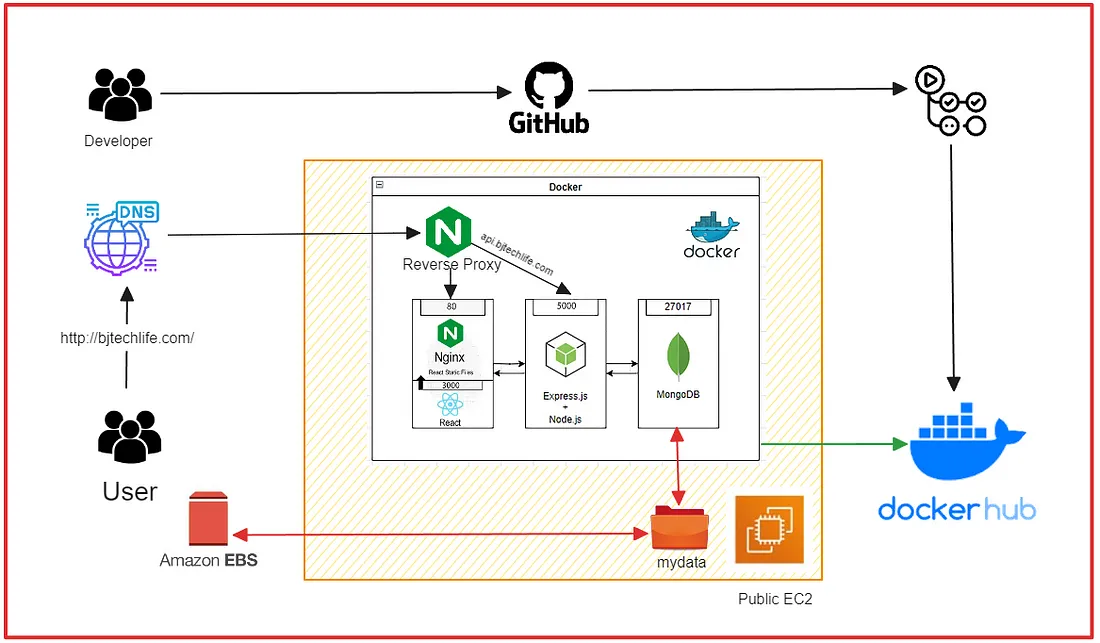 Developer
GitHub
DNS
http://bjtechlife.com/
User
Amazon EBS
Docker
Reverse Proxy
api.bjtechlife.com
docker
80
Nginx
React Static Files
3000
React
5000
Express.js
+
Node.js
27017
MongoDB
mydata
Public EC2
docker hub